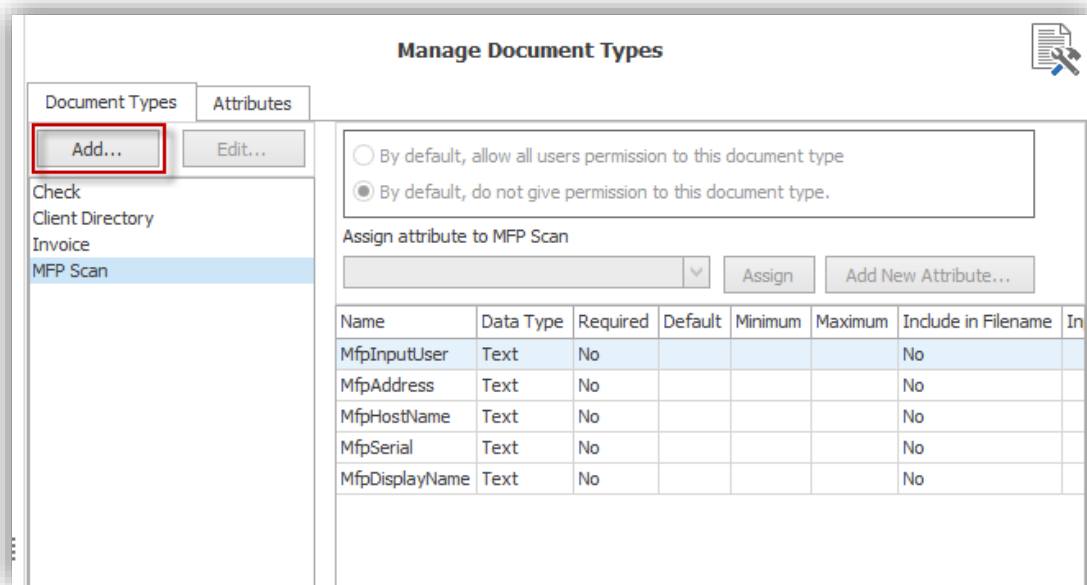 Manage Document Types
Document Types Attributes
Add... Edit...
Check
Client Directory
Invoice
MFP Scan
By default, allow all users permission to this document type
By default, do not give permission to this document type.
Assign attribute to MFP Scan
Assign Add New Attribute...
Name Data Type Required Default Minimum Maximum Include in Filename
MfpInputUser Text No No
MfpAddress Text No No
MfpHostName Text No No
MfpSerial Text No No
MfpDisplayName Text No No